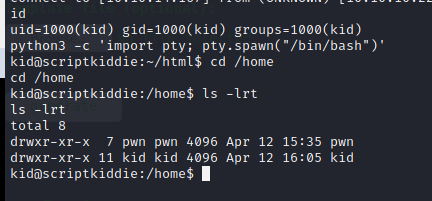 id
uid=1000(kid) gid=1000(kid) groups=1000(kid)
python3 -c 'import pty; pty.spawn("/bin/bash")'
kid@scriptkiddie:~/html$ cd /home
cd /home
kid@scriptkiddie:/home$ ls -lrt
ls -lrt
total 8
drwxr-xr-x  7 pwn pwn 4096 Apr 12 15:35 pwn
drwxr-xr-x 11 kid kid 4096 Apr 12 16:05 kid
kid@scriptkiddie:/home$